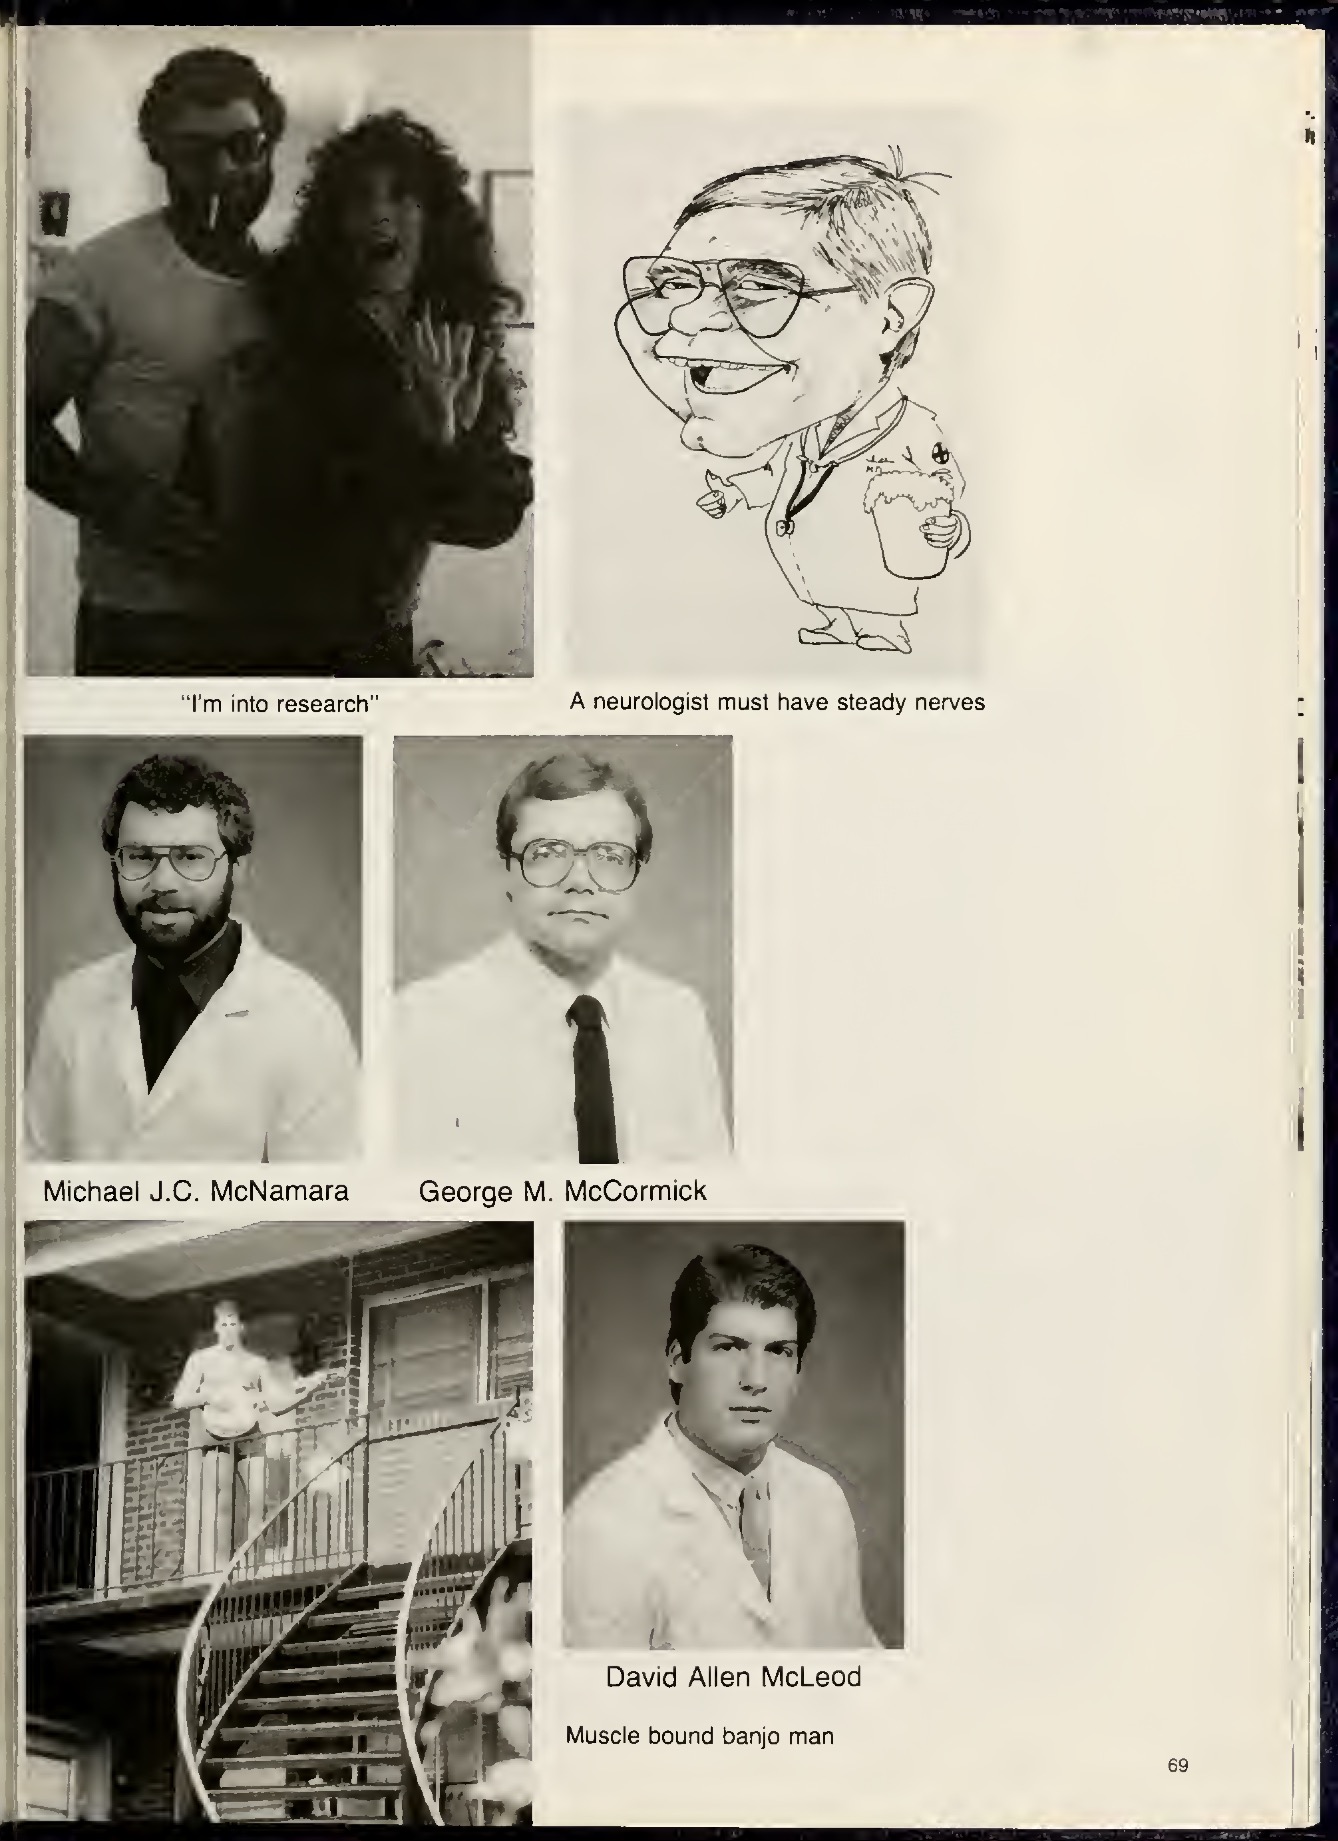 "I'm into research"
A neurologist must have steady nerves
Michael J.C. McNamara
George M. McCormick
David Allen McLeod
Muscle bound banjo man
69